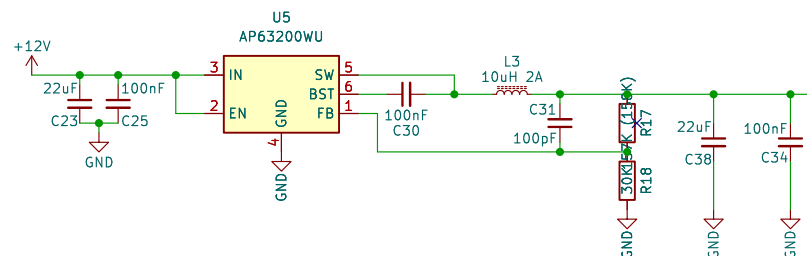 U5
AP63200WU
+12V
3
IN
SW
5
BST
6
2
EN
FB
1
GND
4
GND
22uF
C23
100nF
C25
GND
100nF
C30
L3
10uH 2A
C31
100pF
R17
30K
R18
GND
22uF
C38
GND
100nF
C34
GND